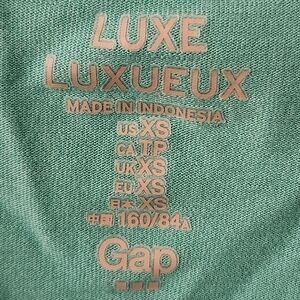 LUXE
LUXUEUX
MADE IN INDONESIA
US XS
CA TP
UK XS
EU XS
日本 XS
中国 160/84A
Gap